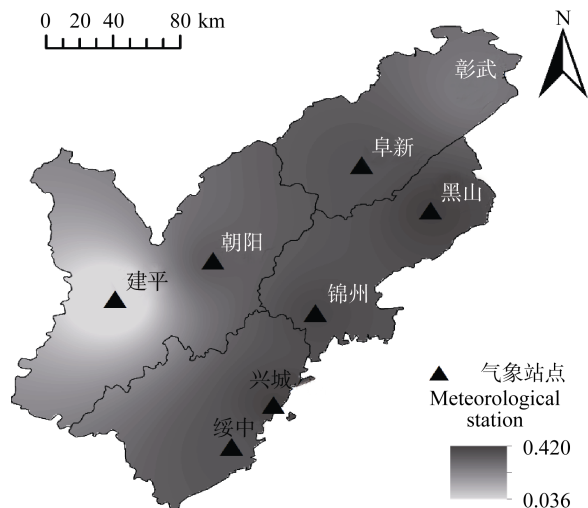 0 20 40 80 km
N
彰武
阜新
黑山
朝阳
建平
锦州
兴城
绥中
气象站点
Meteorological
station
0.420
0.036